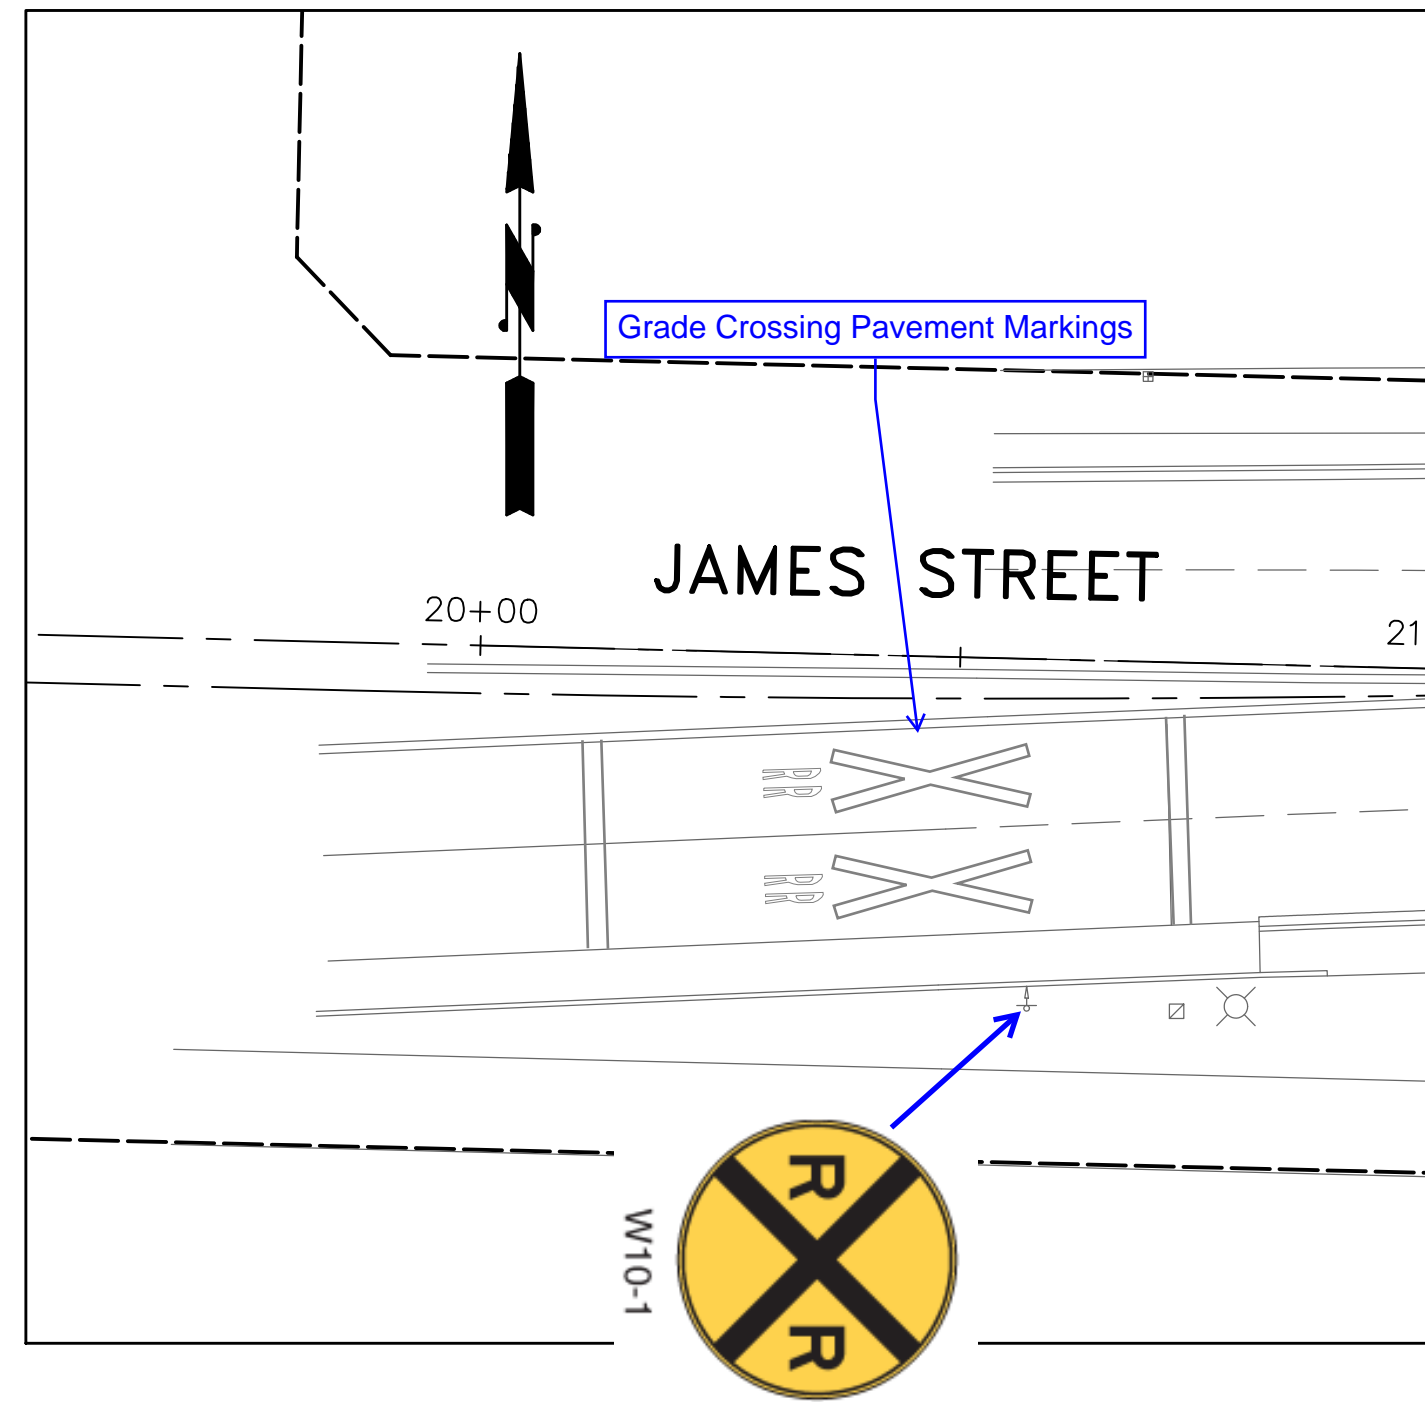 N
Grade Crossing Pavement Markings
JAMES STREET
20+00
21
RR
RR
R R
W10-1